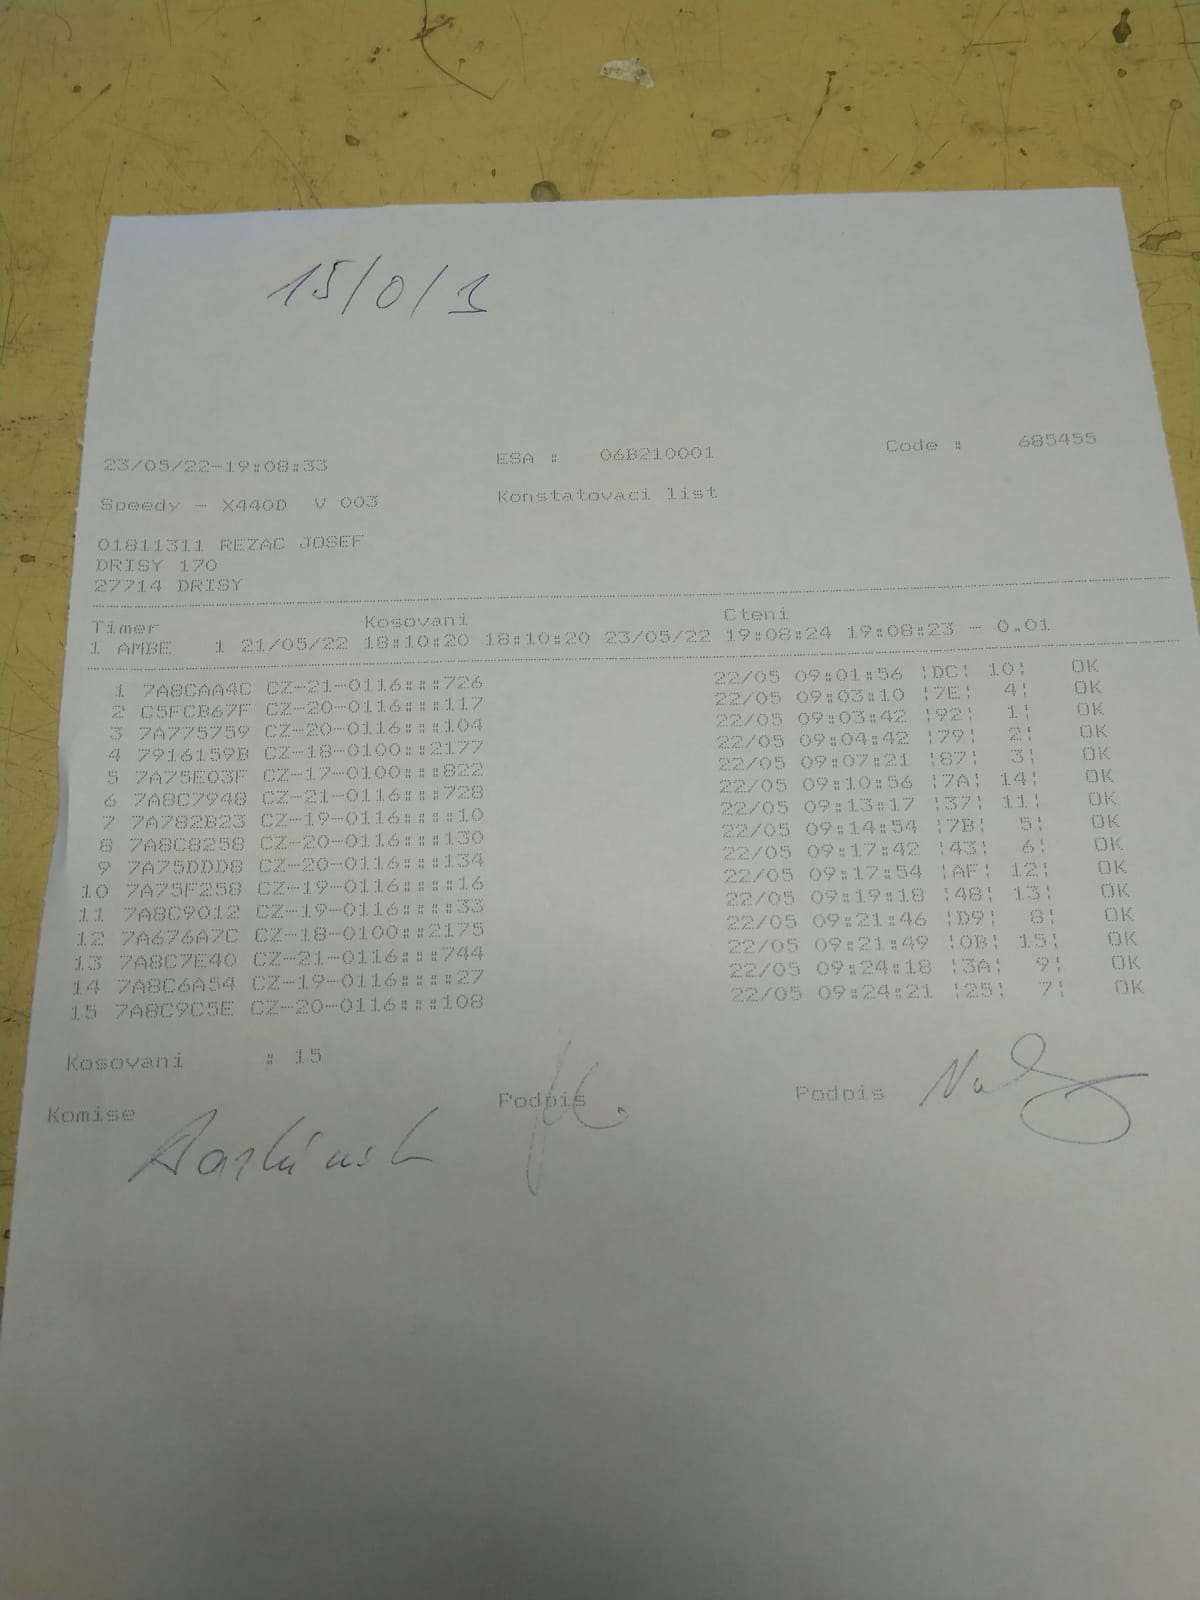 15/0/3
23/05/22-19:08:33 ESA : 06B210001 Code : 685455
Speedy - X440D V 003 Konstatovaci list
01811311 REZAC JOSEF
DRISY 170
27714 DRISY
Timer Kosovani Cteni
1 AMBE 1 21/05/22 18:10:20 18:10:20 23/05/22 19:08:24 19:08:23 - 0.01
1 7A8CAA4C CZ-21-0116:::726 22/05 09:01:56 ¦DC¦ 10¦ OK
2 C5FCB67F CZ-20-0116:::117 22/05 09:03:10 ¦7E¦ 4¦ OK
3 7A775759 CZ-20-0116:::104 22/05 09:03:42 ¦92¦ 1¦ OK
4 7916159B CZ-18-0100::2177 22/05 09:04:42 ¦79¦ 2¦ OK
5 7A75E03F CZ-17-0100:::822 22/05 09:07:21 ¦87¦ 3¦ OK
6 7A8C7948 CZ-21-0116:::728 22/05 09:10:56 ¦7A¦ 14¦ OK
7 7A782B23 CZ-19-0116::::10 22/05 09:13:17 ¦37¦ 11¦ OK
8 7A8C8258 CZ-20-0116:::130 22/05 09:14:54 ¦7B¦ 5¦ OK
9 7A75DDD8 CZ-20-0116:::134 22/05 09:17:42 ¦43¦ 6¦ OK
10 7A75F258 CZ-19-0116::::16 22/05 09:17:54 ¦AF¦ 12¦ OK
11 7A8C9012 CZ-19-0116::::33 22/05 09:19:18 ¦48¦ 13¦ OK
12 7A676A7C CZ-18-0100::2175 22/05 09:21:46 ¦D9¦ 8¦ OK
13 7A8C7E40 CZ-21-0116:::744 22/05 09:21:49 ¦0B¦ 15¦ OK
14 7A8C6A54 CZ-19-0116::::27 22/05 09:24:18 ¦3A¦ 9¦ OK
15 7A8C9C5E CZ-20-0116:::108 22/05 09:24:21 ¦25¦ 7¦ OK
Kosovani : 15
Komise Podpis Podpis